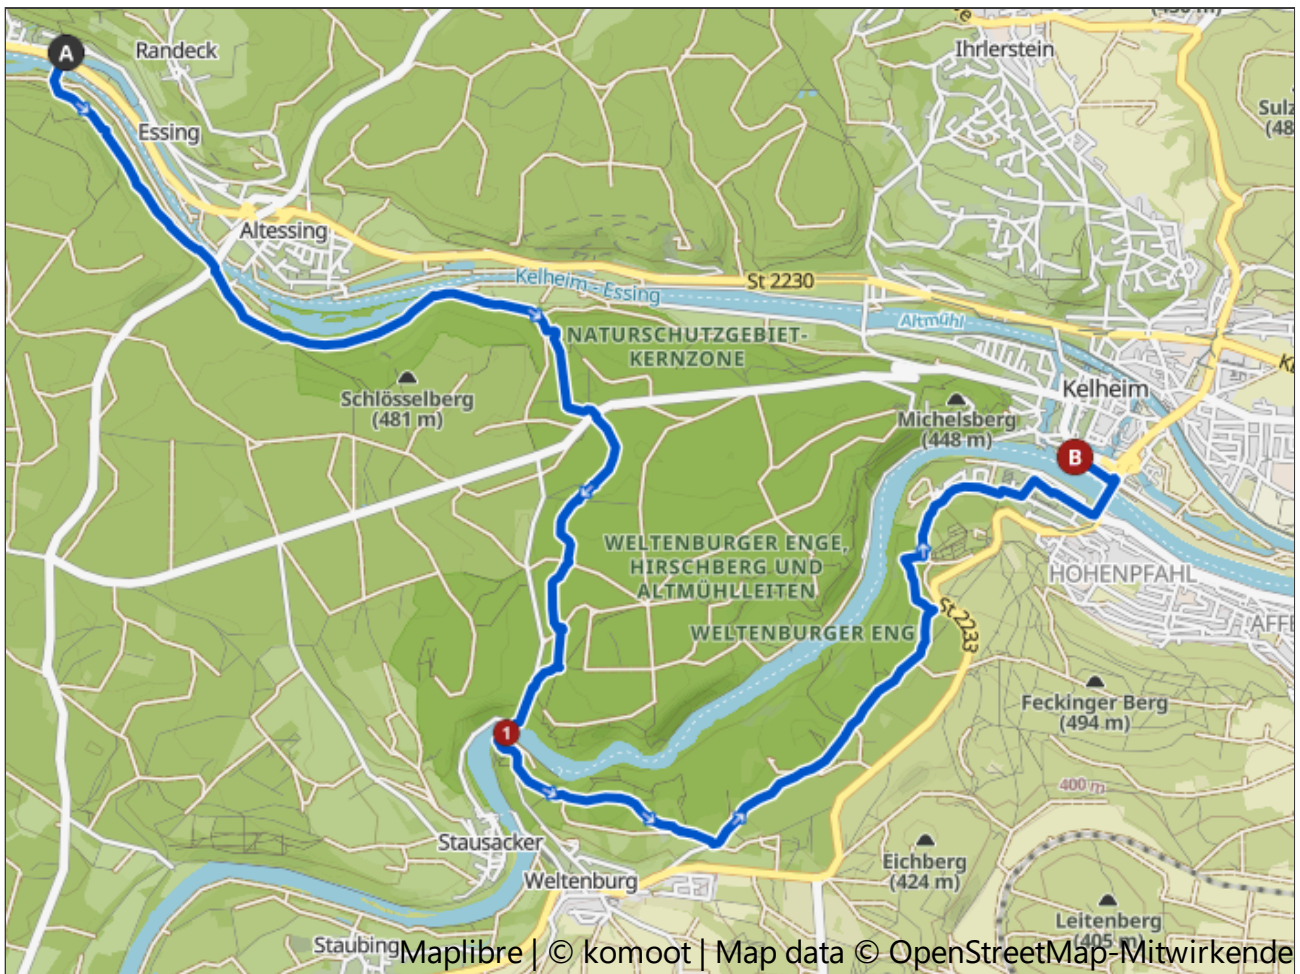 A
Randeck
Ihrlerstein
Essing
Altessing
St 2230
Kelheim - Essing
Altmühl
NATURSCHUTZGEBIET-
KERNZONE
Schlösselberg
(481 m)
Kelheim
Michelsberg
(448 m)
B
WELTENBURGER ENGE,
HIRSCHBERG UND
ALTMÜHLLEITEN
HOHENPFAHL
WELTENBURGER ENG
St 2233
AFFE
Feckinger Berg
(494 m)
1
400 m
Stausacker
Weltenburg
Eichberg
(424 m)
Leitenberg
(405 m)
Staubing
Maplibre | © komoot | Map data © OpenStreetMap-Mitwirkende